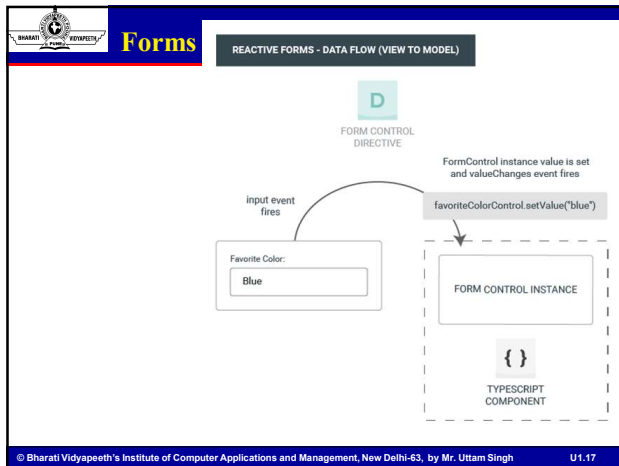 BHARATI
VIDYAPEETH
PUNE
Forms
REACTIVE FORMS - DATA FLOW (VIEW TO MODEL)
D
FORM CONTROL
DIRECTIVE
FormControl instance value is set
and valueChanges event fires
input event
fires
favoriteColorControl.setValue("blue")
Favorite Color:
Blue
FORM CONTROL INSTANCE
{ }
TYPESCRIPT
COMPONENT
© Bharati Vidyapeeth's Institute of Computer Applications and Management, New Delhi-63, by Mr. Uttam Singh
U1.17